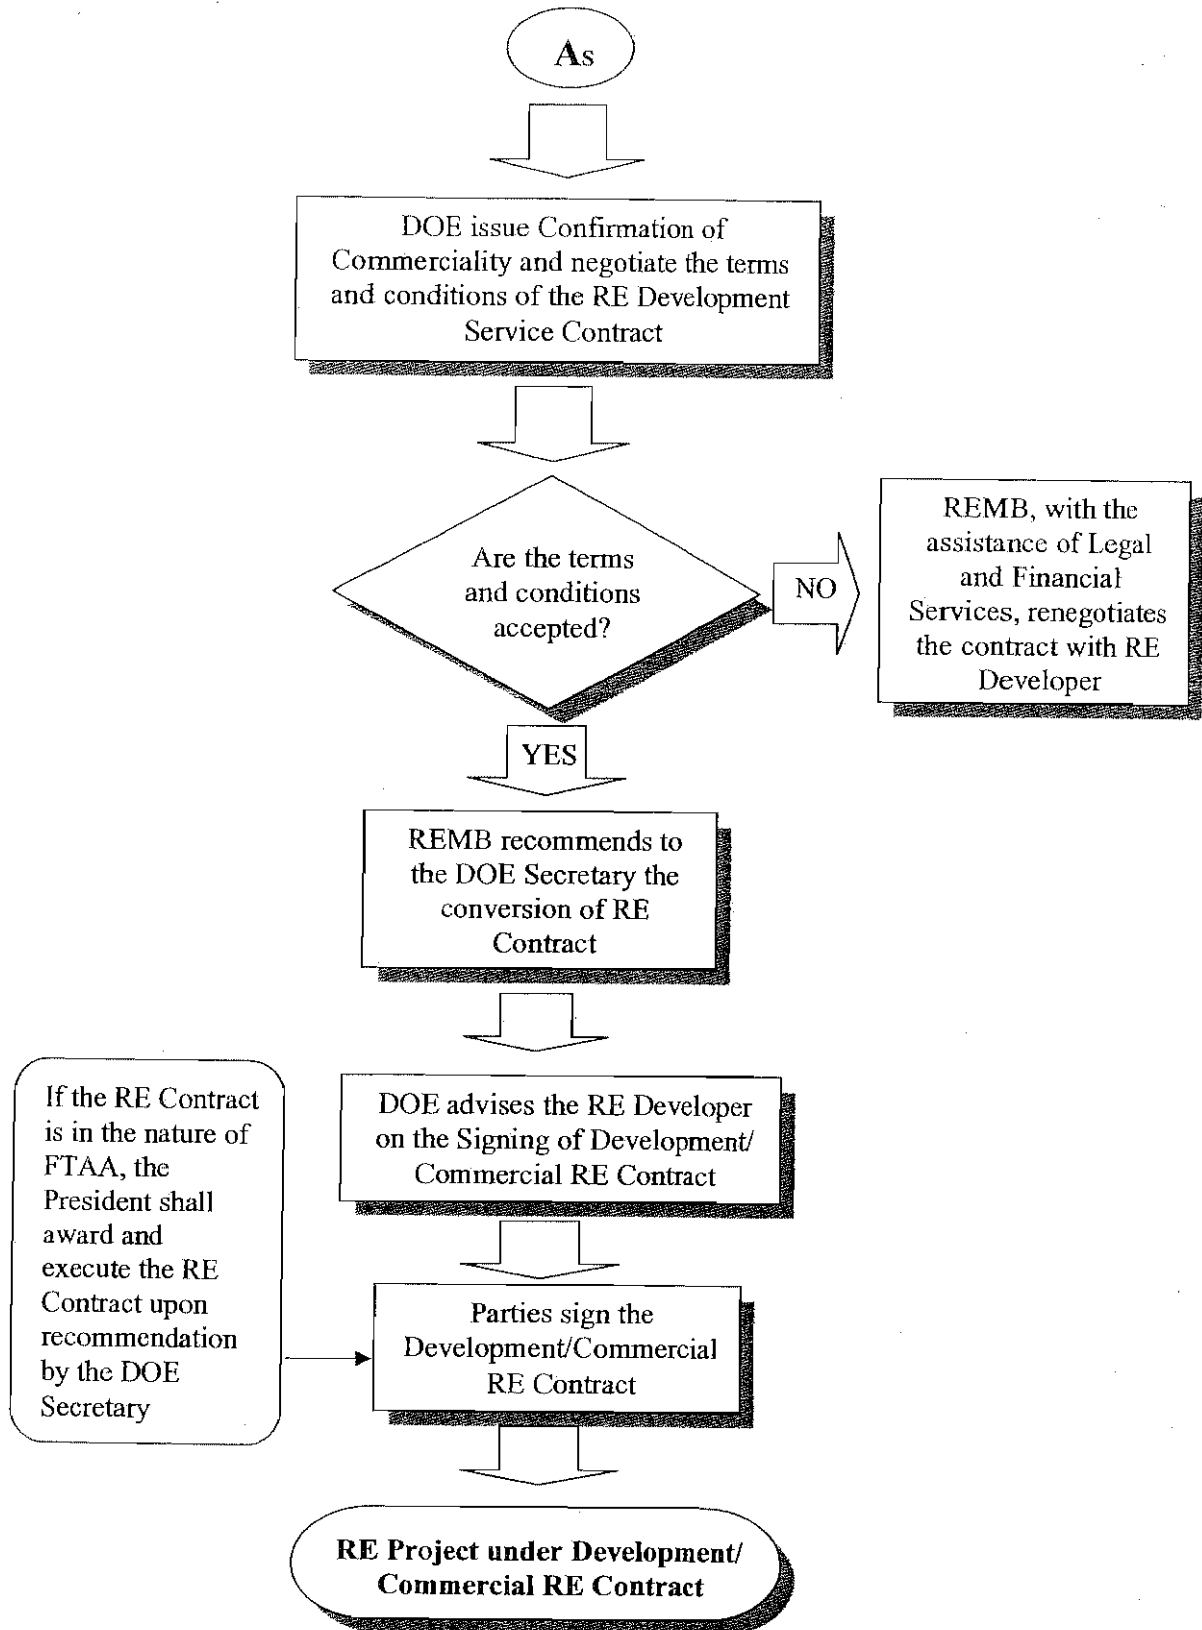 As
DOE issue Confirmation of
Commerciality and negotiate the terms
and conditions of the RE Development
Service Contract
Are the terms
and conditions
accepted?
NO
REMB, with the
assistance of Legal
and Financial
Services, renegotiates
the contract with RE
Developer
YES
REMB recommends to
the DOE Secretary the
conversion of RE
Contract
DOE advises the RE Developer
on the Signing of Development/
Commercial RE Contract
If the RE Contract
is in the nature of
FTAA, the
President shall
award and
execute the RE
Contract upon
recommendation
by the DOE
Secretary
Parties sign the
Development/Commercial
RE Contract
RE Project under Development/
Commercial RE Contract